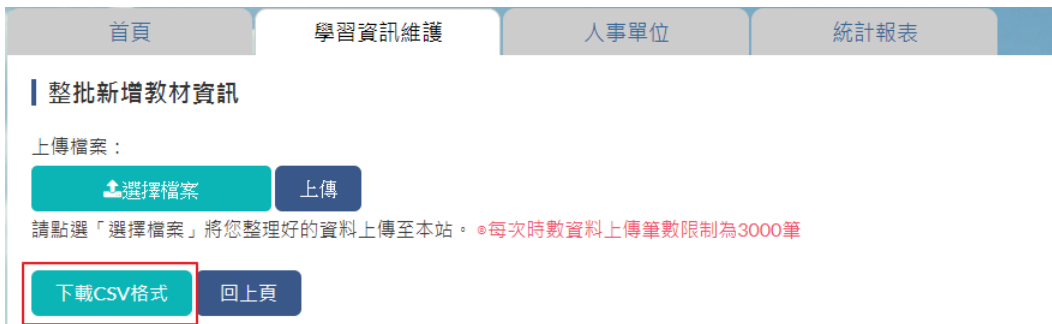 首頁 學習資訊維護 人事單位 統計報表
整批新增教材資訊
上傳檔案：
選擇檔案 上傳
請點選「選擇檔案」將您整理好的資料上傳至本站。⊙每次時數資料上傳筆數限制為3000筆
下載CSV格式 回上頁